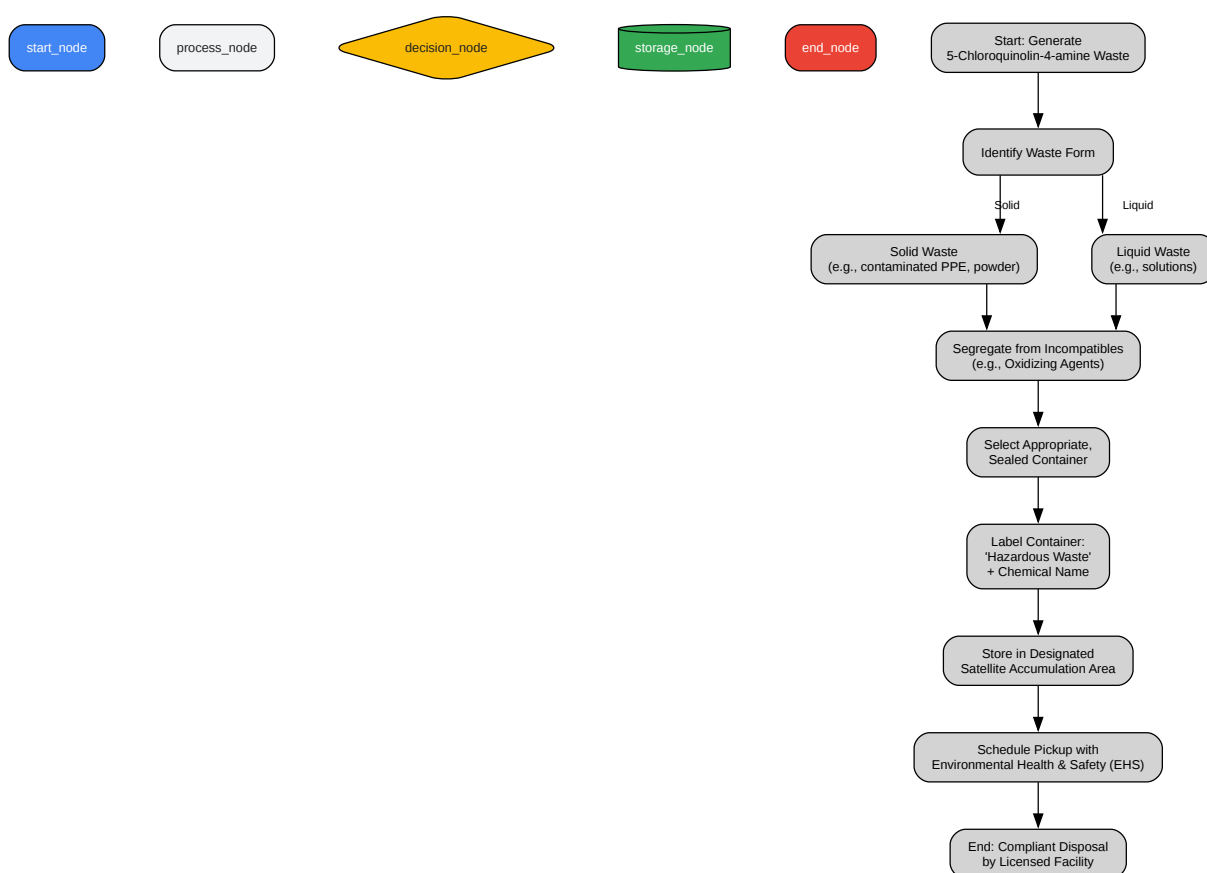 start_node
process_node
decision_node
storage_node
end_node
Start: Generate
5-Chloroquinolin-4-amine Waste
Identify Waste Form
Solid
Liquid
Solid Waste
(e.g., contaminated PPE, powder)
Liquid Waste
(e.g., solutions)
Segregate from Incompatibles
(e.g., Oxidizing Agents)
Select Appropriate,
Sealed Container
Label Container:
'Hazardous Waste'
+ Chemical Name
Store in Designated
Satellite Accumulation Area
Schedule Pickup with
Environmental Health & Safety (EHS)
End: Compliant Disposal
by Licensed Facility